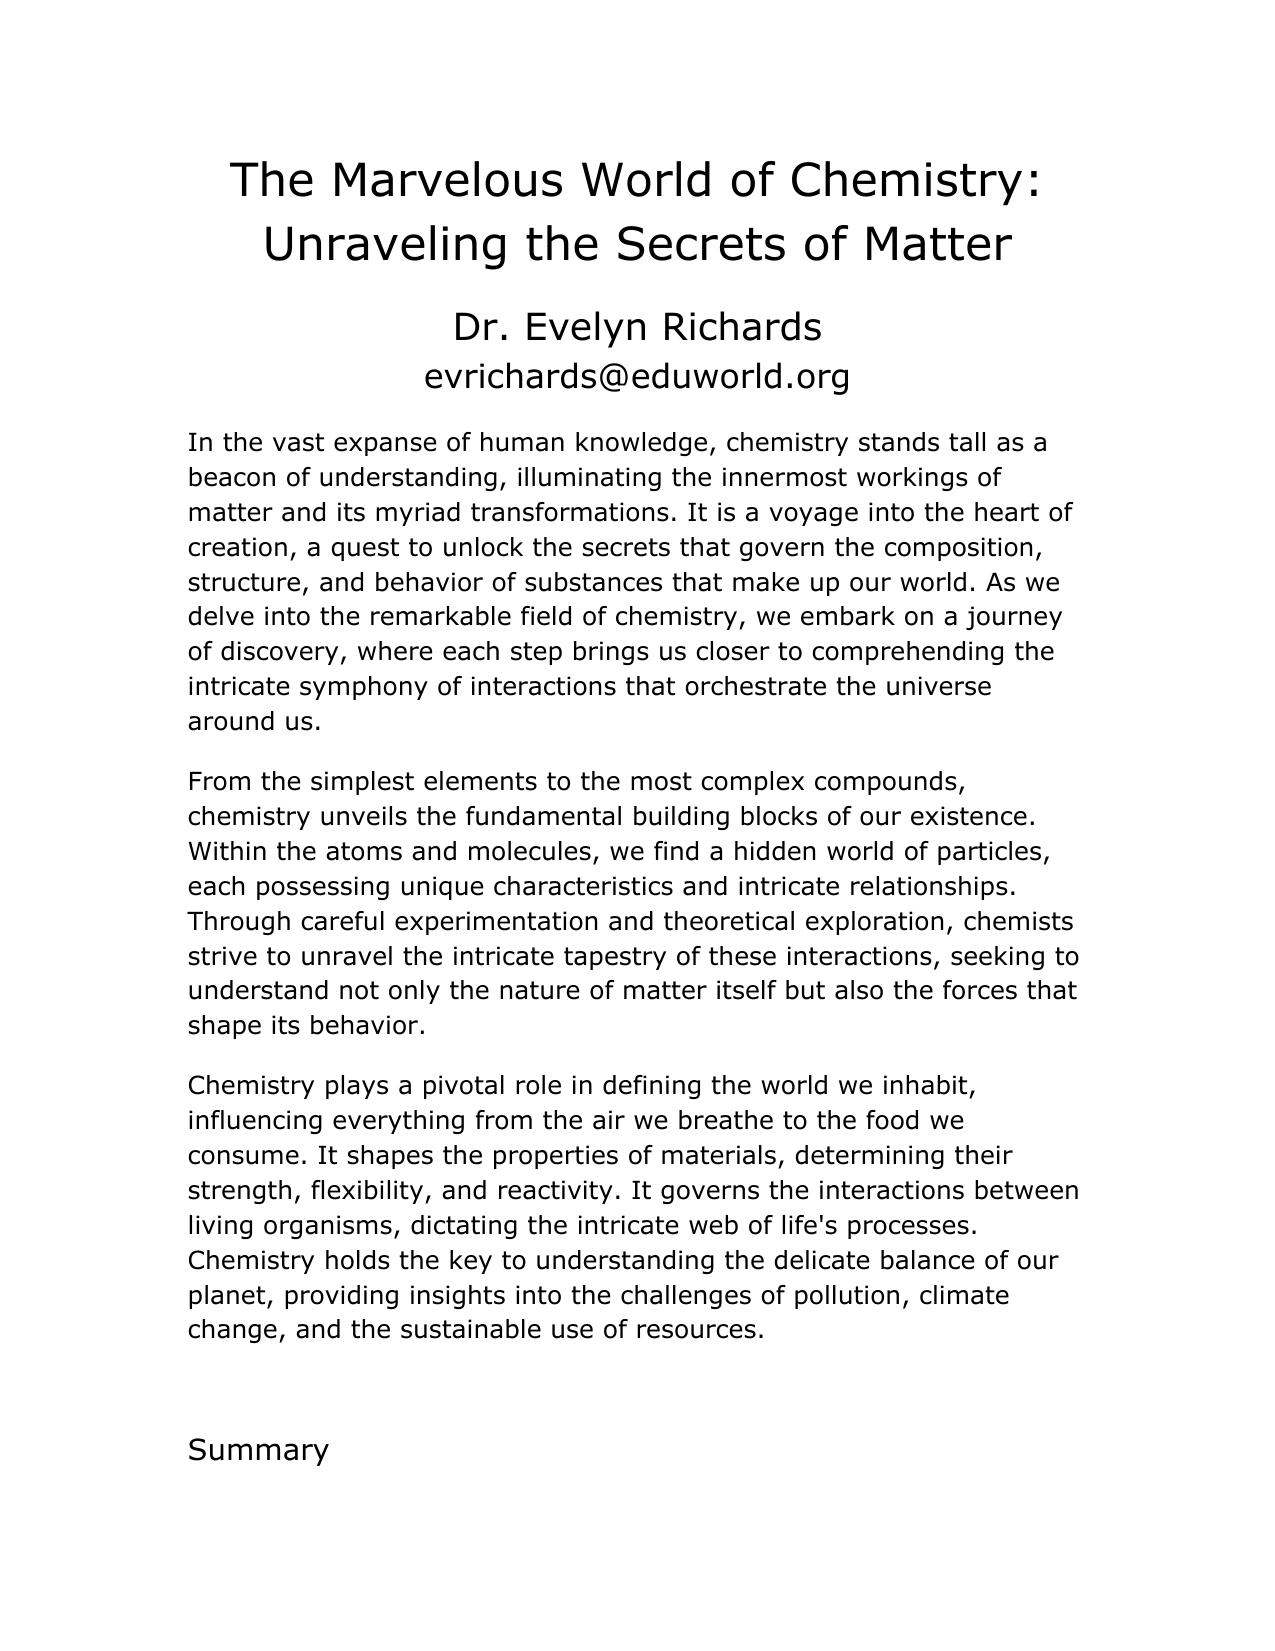 The Marvelous World of Chemistry:
Unraveling the Secrets of Matter
Dr. Evelyn Richards
evrichards@eduworld.org
In the vast expanse of human knowledge, chemistry stands tall as a
beacon of understanding, illuminating the innermost workings of
matter and its myriad transformations. It is a voyage into the heart of
creation, a quest to unlock the secrets that govern the composition,
structure, and behavior of substances that make up our world. As we
delve into the remarkable field of chemistry, we embark on a journey
of discovery, where each step brings us closer to comprehending the
intricate symphony of interactions that orchestrate the universe
around us.
From the simplest elements to the most complex compounds,
chemistry unveils the fundamental building blocks of our existence.
Within the atoms and molecules, we find a hidden world of particles,
each possessing unique characteristics and intricate relationships.
Through careful experimentation and theoretical exploration, chemists
strive to unravel the intricate tapestry of these interactions, seeking to
understand not only the nature of matter itself but also the forces that
shape its behavior.
Chemistry plays a pivotal role in defining the world we inhabit,
influencing everything from the air we breathe to the food we
consume. It shapes the properties of materials, determining their
strength, flexibility, and reactivity. It governs the interactions between
living organisms, dictating the intricate web of life's processes.
Chemistry holds the key to understanding the delicate balance of our
planet, providing insights into the challenges of pollution, climate
change, and the sustainable use of resources.
Summary